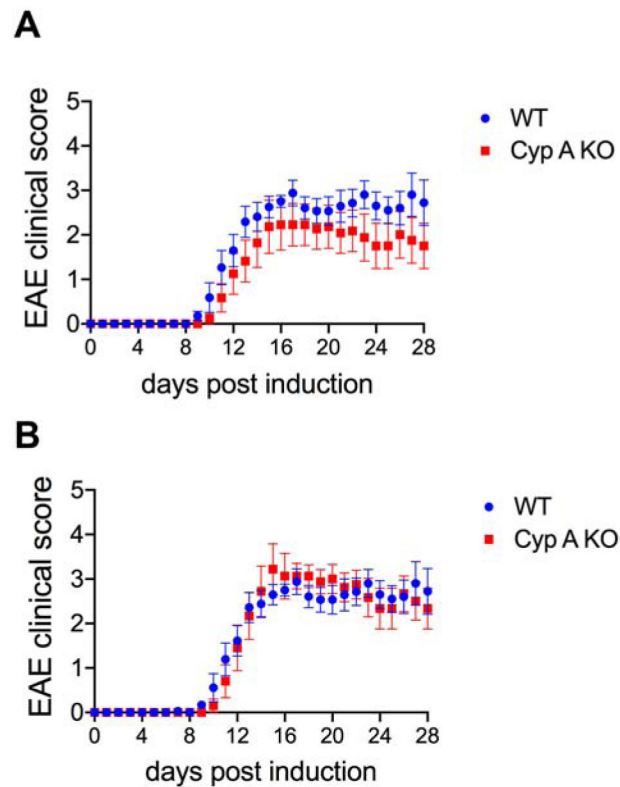 A
5
4
3
2
1
0
EAE clinical score
0 4 8 12 16 20 24 28
days post induction
WT
Cyp A KO
B
5
4
3
2
1
0
EAE clinical score
0 4 8 12 16 20 24 28
days post induction
WT
Cyp A KO